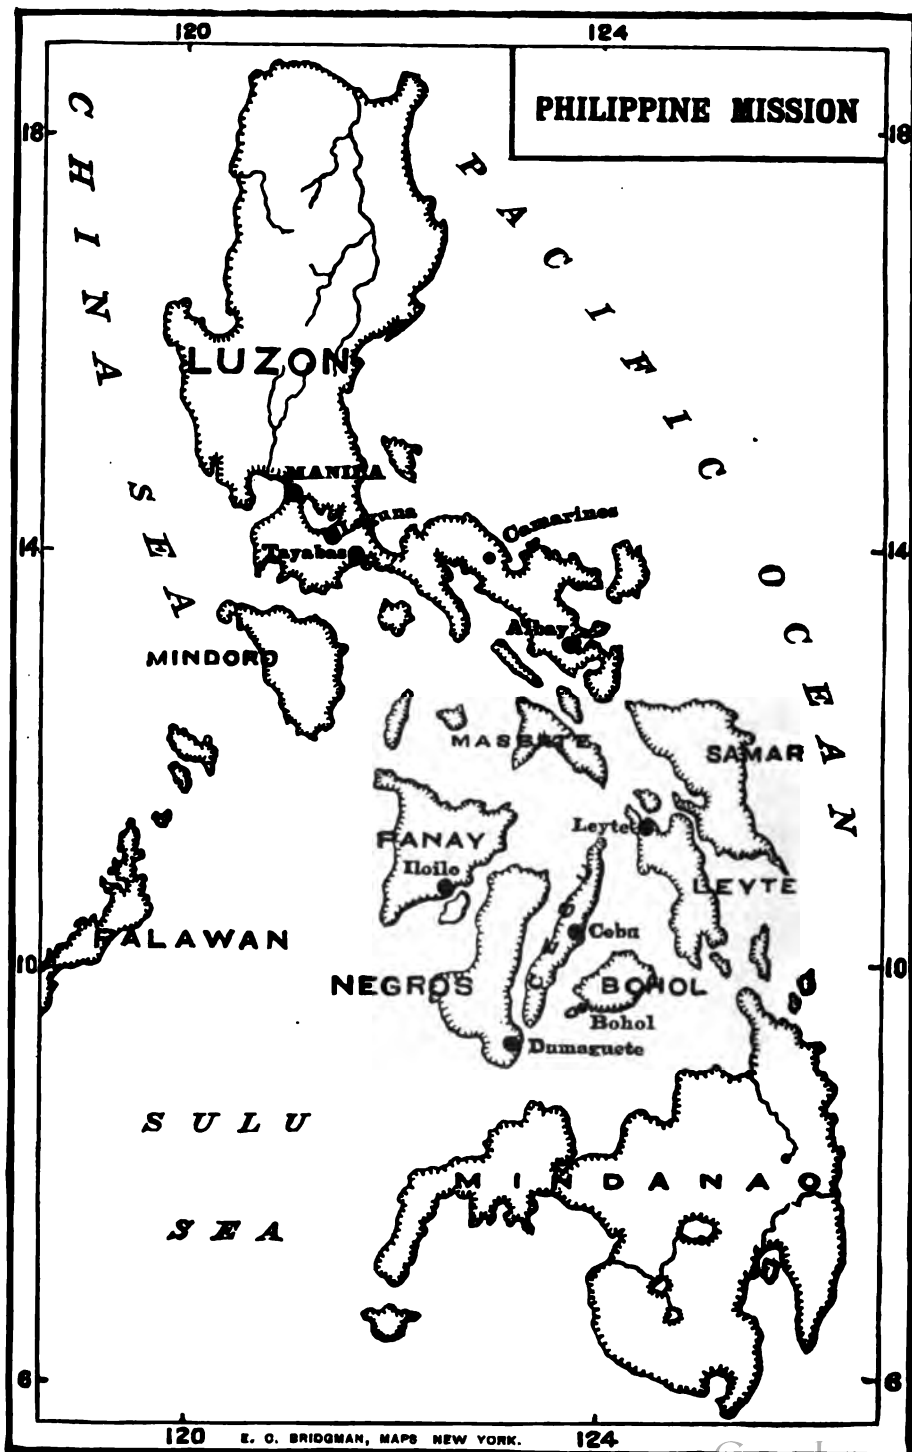 120 124
PHILIPPINE MISSION
18 18
CHINA SEA
PACIFIC OCEAN
LUZON
MANILA
Laguna
Camarines
14 14
Tayabas
Albay
MINDORO
MASBATE
SAMAR
PANAY
Leyte
Iloilo
LEYTE
CEBU
Cebu
PALAWAN
10 10
NEGROS
BOHOL
Bohol
Dumaguete
SULU
SEA
MINDANAO
6 6
120 124
E. C. BRIDGMAN, MAPS NEW YORK.